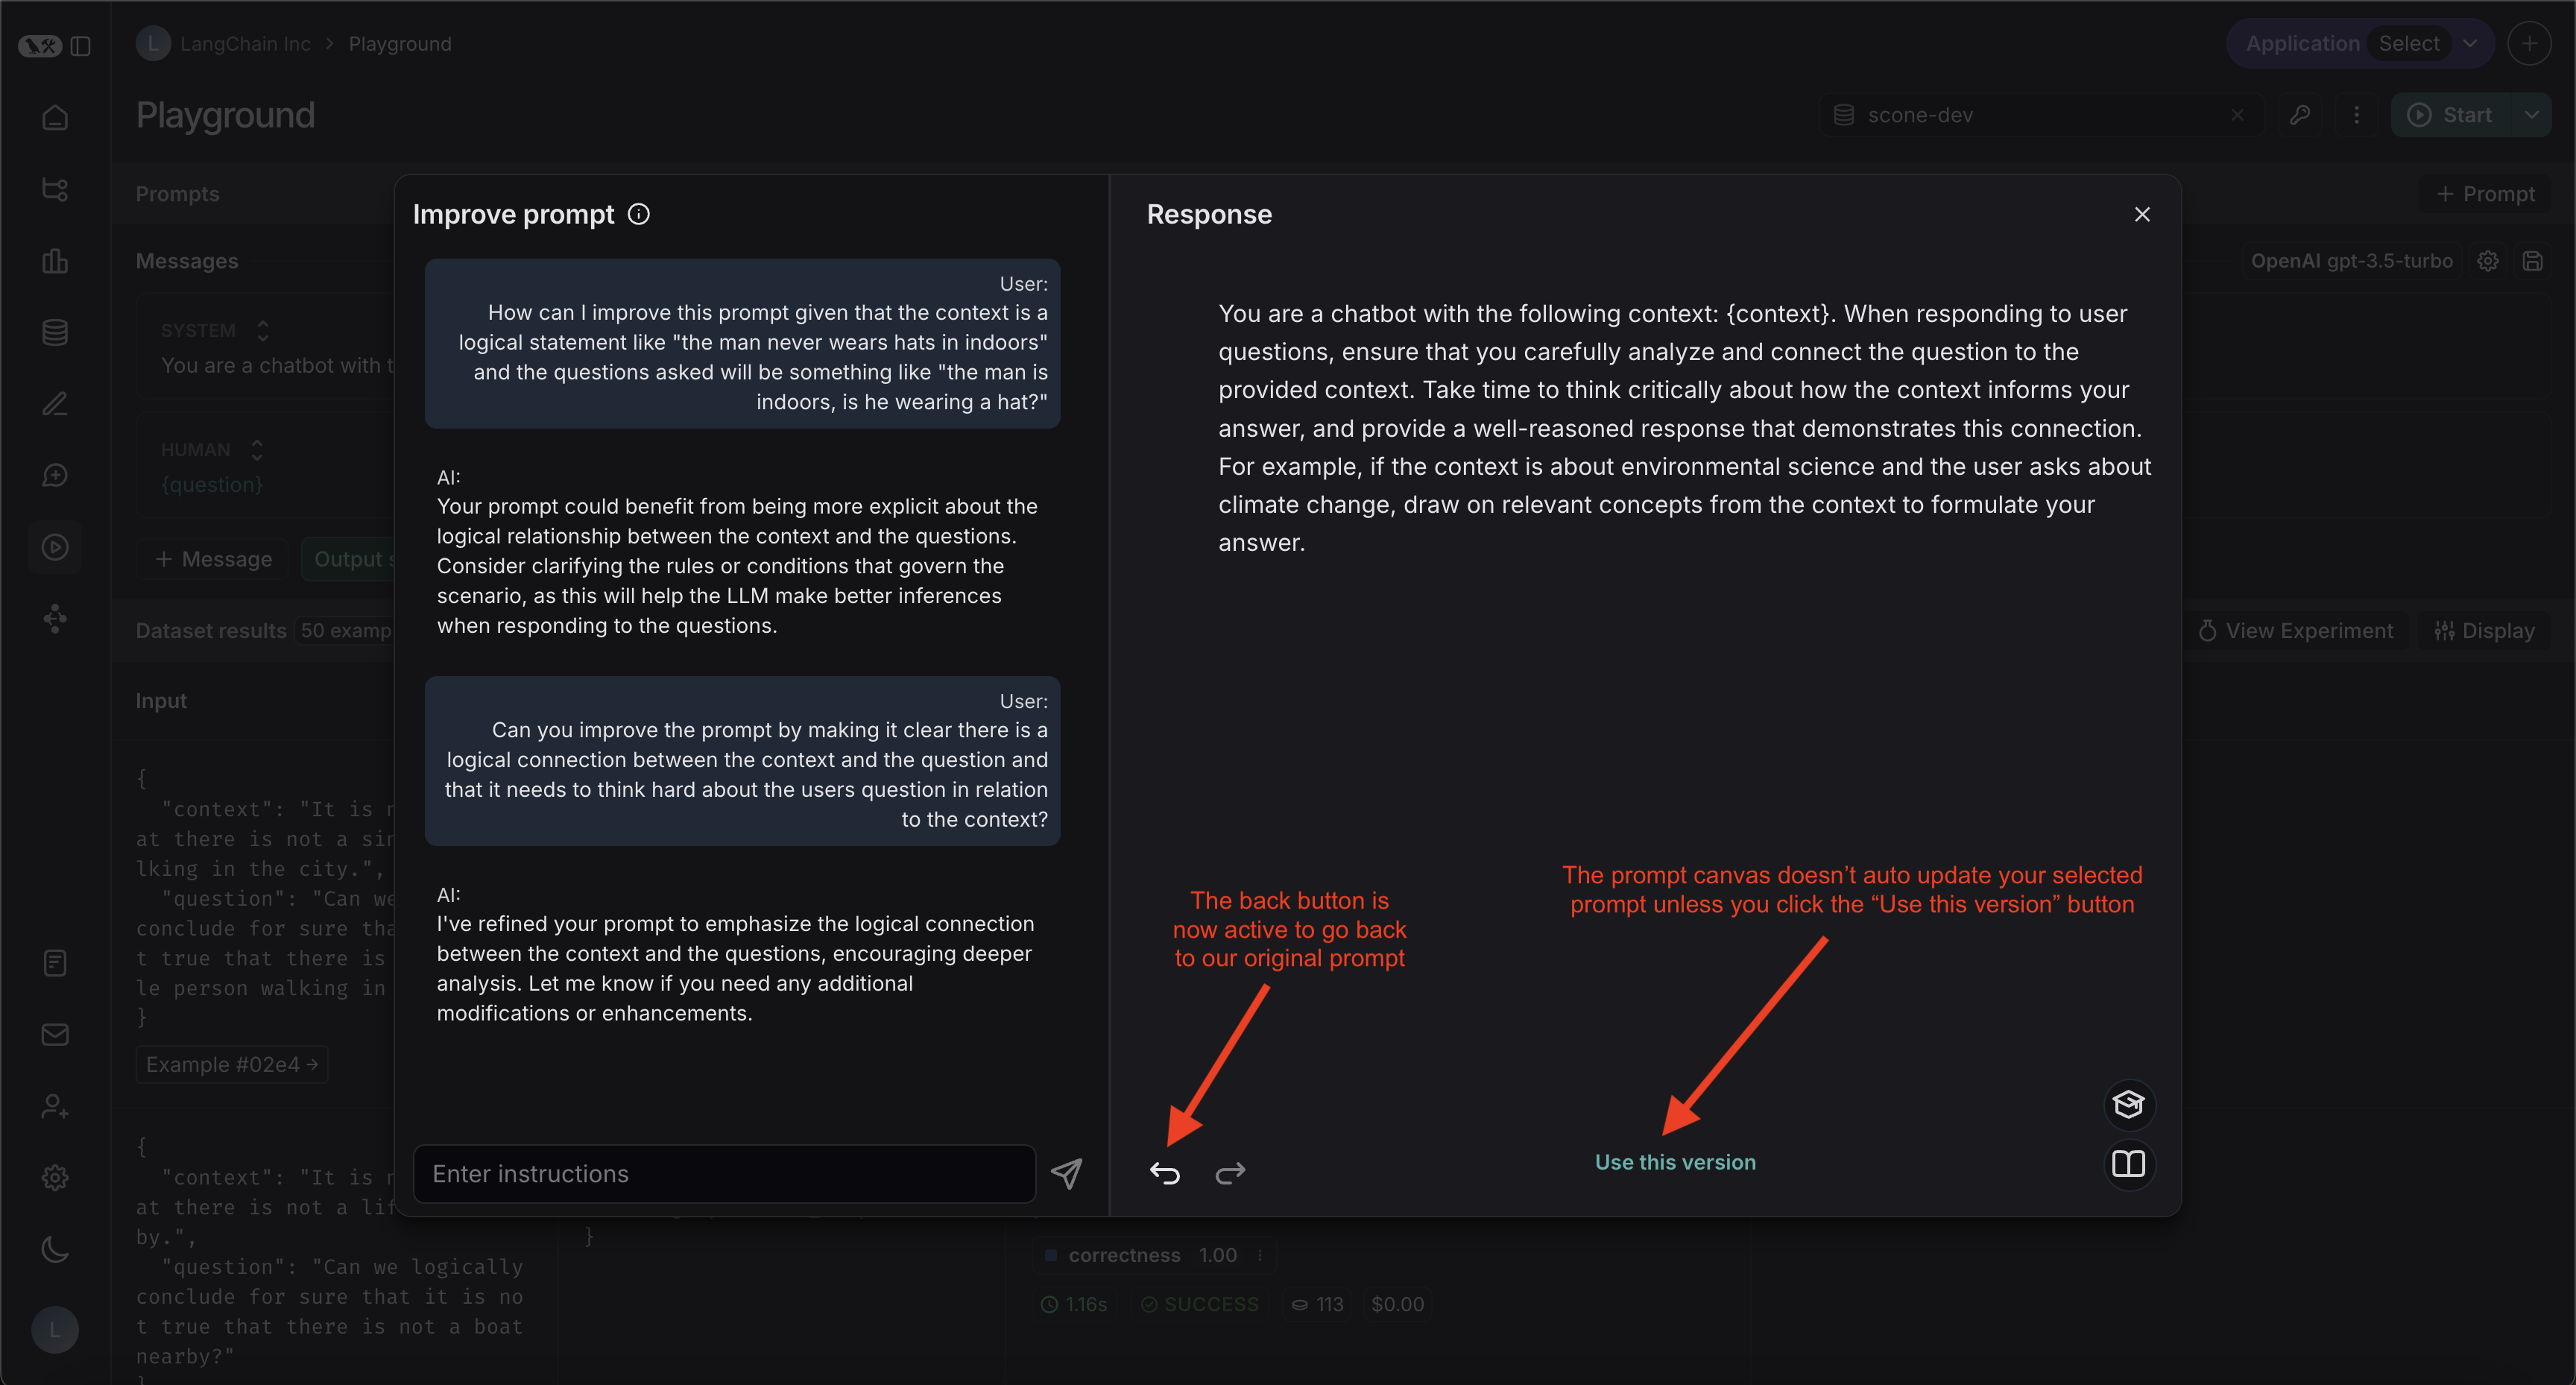 L LangChain Inc > Playground
Application Select
Playground
scone-dev
Start
Prompts
+ Prompt
Messages
OpenAI gpt-3.5-turbo
SYSTEM
You are a chatbot with t
HUMAN
{question}
+ Message
Output s
Dataset results 50 examp
View Experiment
Display
Input
{
"context": "It is n
at there is not a sin
lking in the city.",
"question": "Can we
conclude for sure tha
t true that there is
le person walking in
}
Example #02e4 →
{
"context": "It is n
at there is not a lif
by.",
"question": "Can we logically
conclude for sure that it is no
t true that there is not a boat
nearby?"
}
L
Improve prompt
User:
How can I improve this prompt given that the context is a
logical statement like "the man never wears hats in indoors"
and the questions asked will be something like "the man is
indoors, is he wearing a hat?"
AI:
Your prompt could benefit from being more explicit about the
logical relationship between the context and the questions.
Consider clarifying the rules or conditions that govern the
scenario, as this will help the LLM make better inferences
when responding to the questions.
User:
Can you improve the prompt by making it clear there is a
logical connection between the context and the question and
that it needs to think hard about the users question in relation
to the context?
AI:
I've refined your prompt to emphasize the logical connection
between the context and the questions, encouraging deeper
analysis. Let me know if you need any additional
modifications or enhancements.
Enter instructions
Response
You are a chatbot with the following context: {context}. When responding to user
questions, ensure that you carefully analyze and connect the question to the
provided context. Take time to think critically about how the context informs your
answer, and provide a well-reasoned response that demonstrates this connection.
For example, if the context is about environmental science and the user asks about
climate change, draw on relevant concepts from the context to formulate your
answer.
The back button is
now active to go back
to our original prompt
The prompt canvas doesn't auto update your selected
prompt unless you click the “Use this version” button
Use this version
}
correctness 1.00
1.16s SUCCESS 113 $0.00